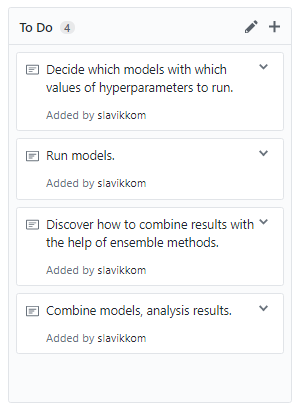 To Do 4
Decide which models with which
values of hyperparameters to run.
Added by slavikkom
Run models.
Added by slavikkom
Discover how to combine results with
the help of ensemble methods.
Added by slavikkom
Combine models, analysis results.
Added by slavikkom